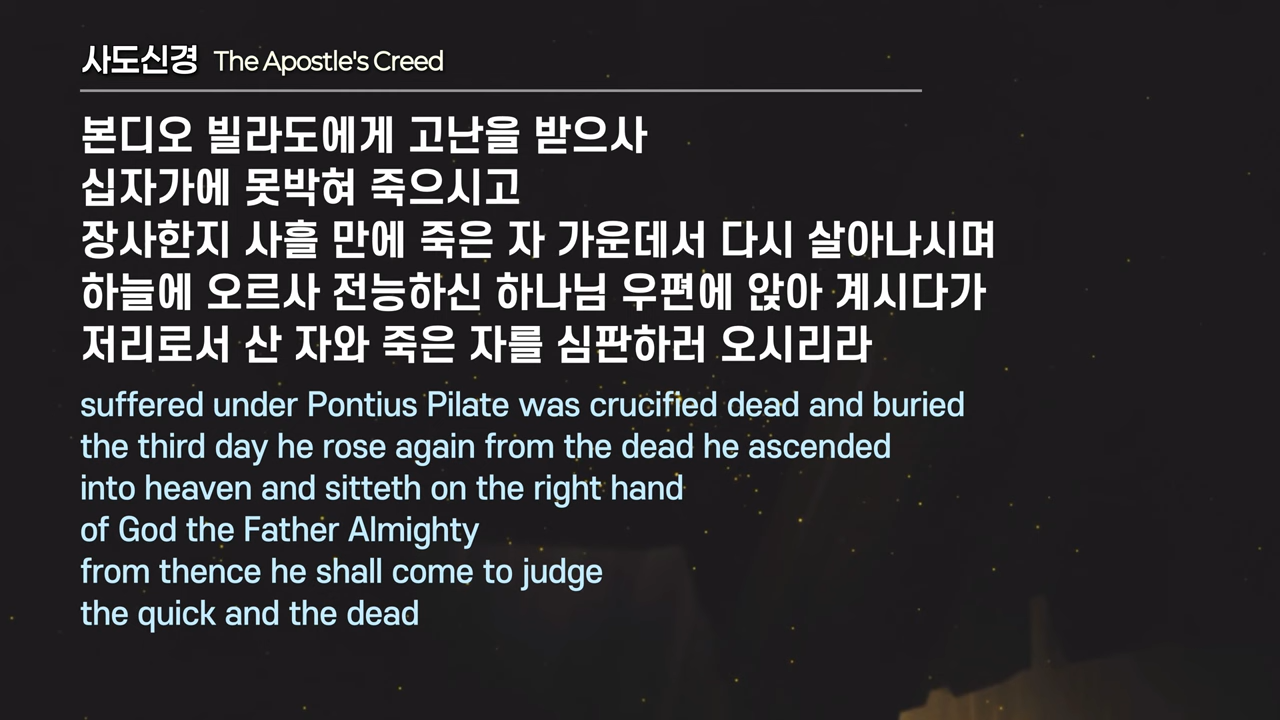 사도신경 The Apostle's Creed
본디오 빌라도에게 고난을 받으사
십자가에 못박혀 죽으시고
장사한지 사흘 만에 죽은 자 가운데서 다시 살아나시며
하늘에 오르사 전능하신 하나님 우편에 앉아 계시다가
저리로서 산 자와 죽은 자를 심판하러 오시리라
suffered under Pontius Pilate was crucified dead and buried
the third day he rose again from the dead he ascended
into heaven and sitteth on the right hand
of God the Father Almighty
from thence he shall come to judge
the quick and the dead